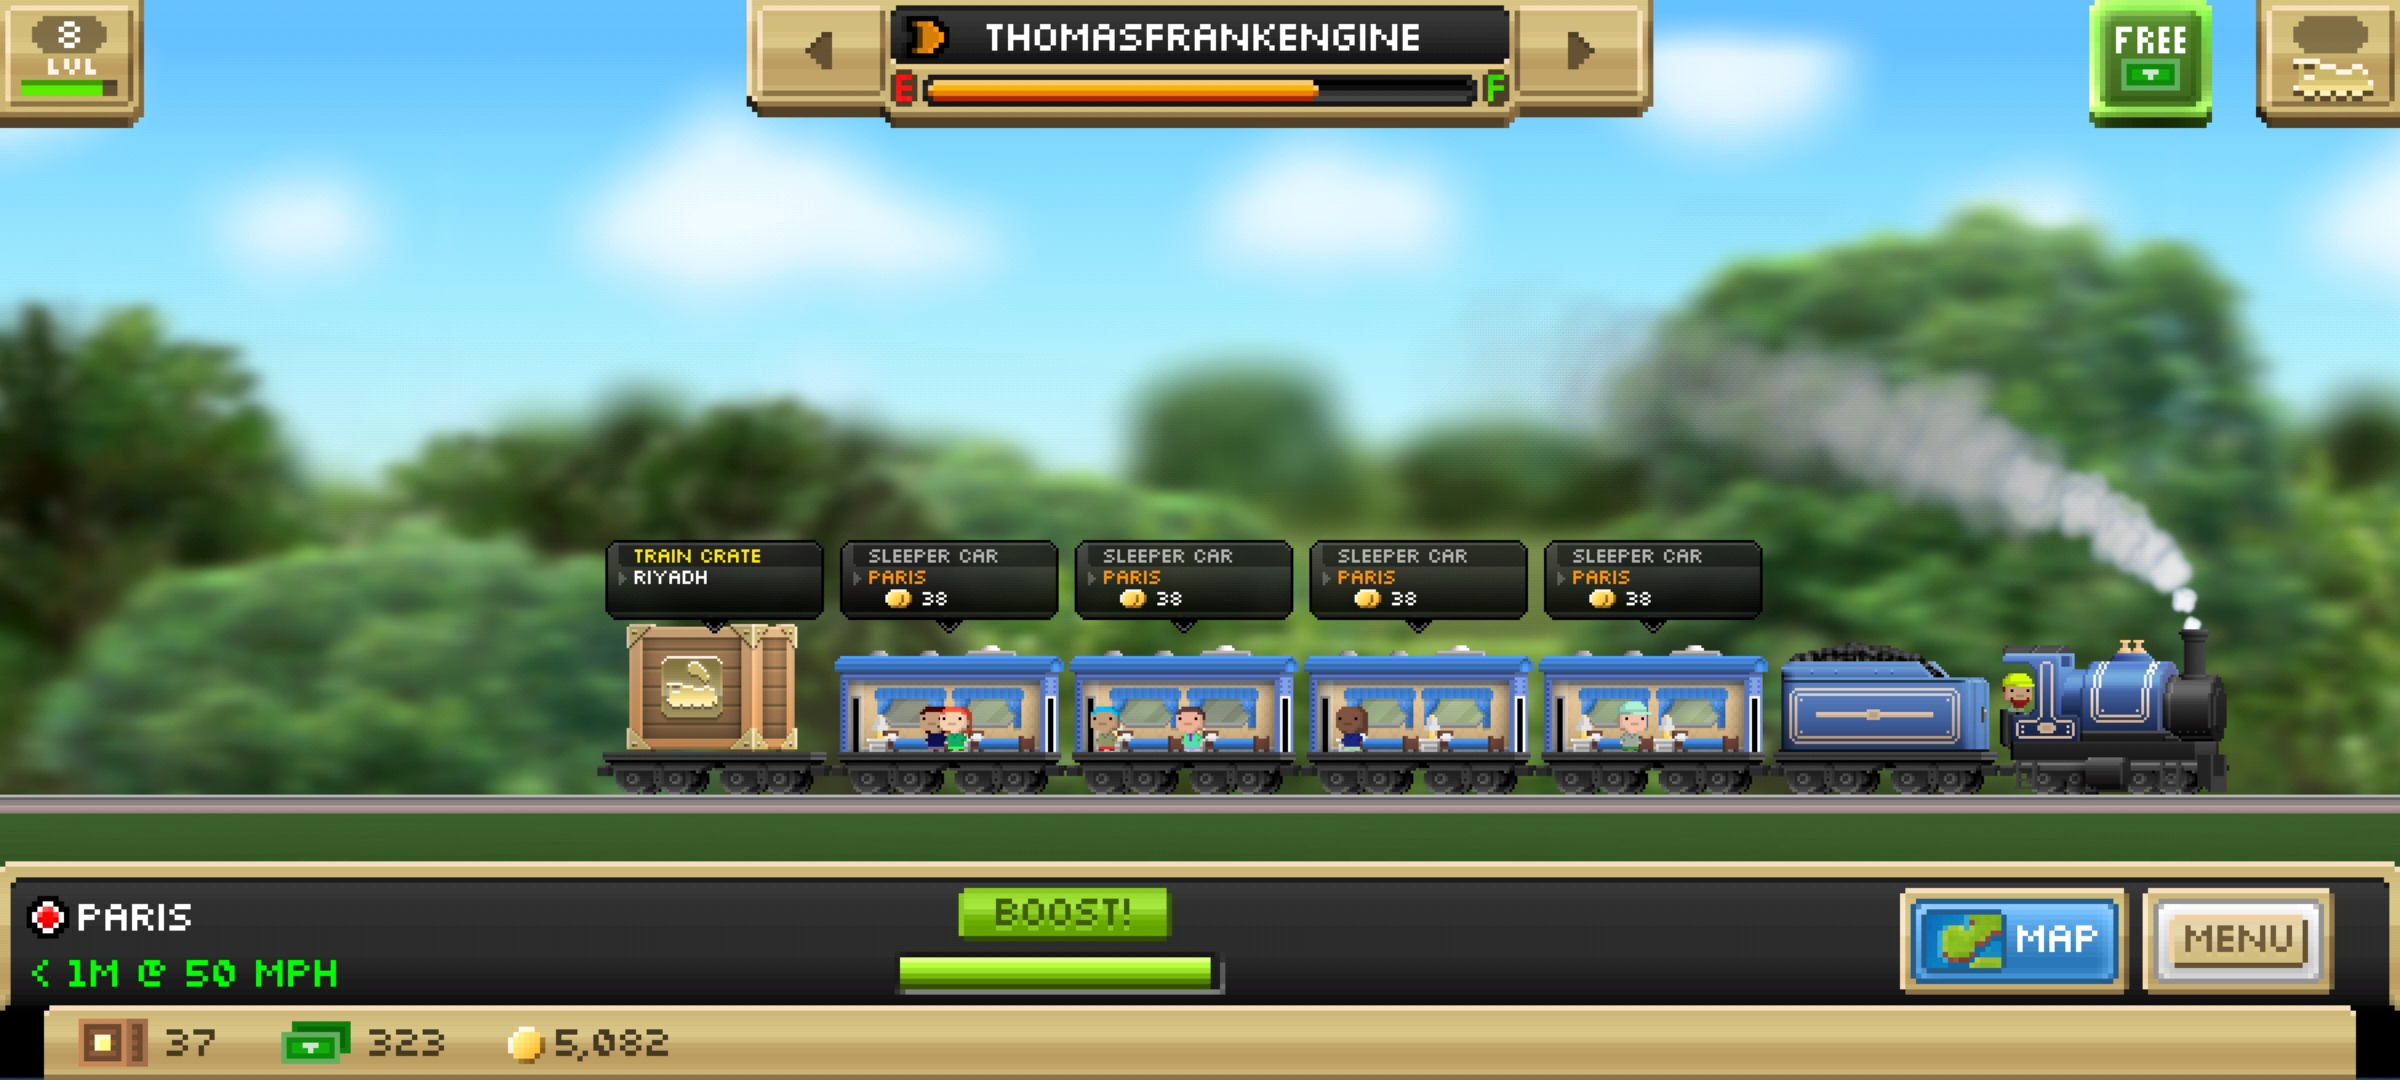 8
LVL
THOMASFRANKENGINE
E
F
FREE
TRAIN CRATE
RIYADH
SLEEPER CAR
PARIS
38
SLEEPER CAR
PARIS
38
SLEEPER CAR
PARIS
38
SLEEPER CAR
PARIS
38
PARIS
< 1M @ 50 MPH
BOOST!
MAP
MENU
37
323
5,082